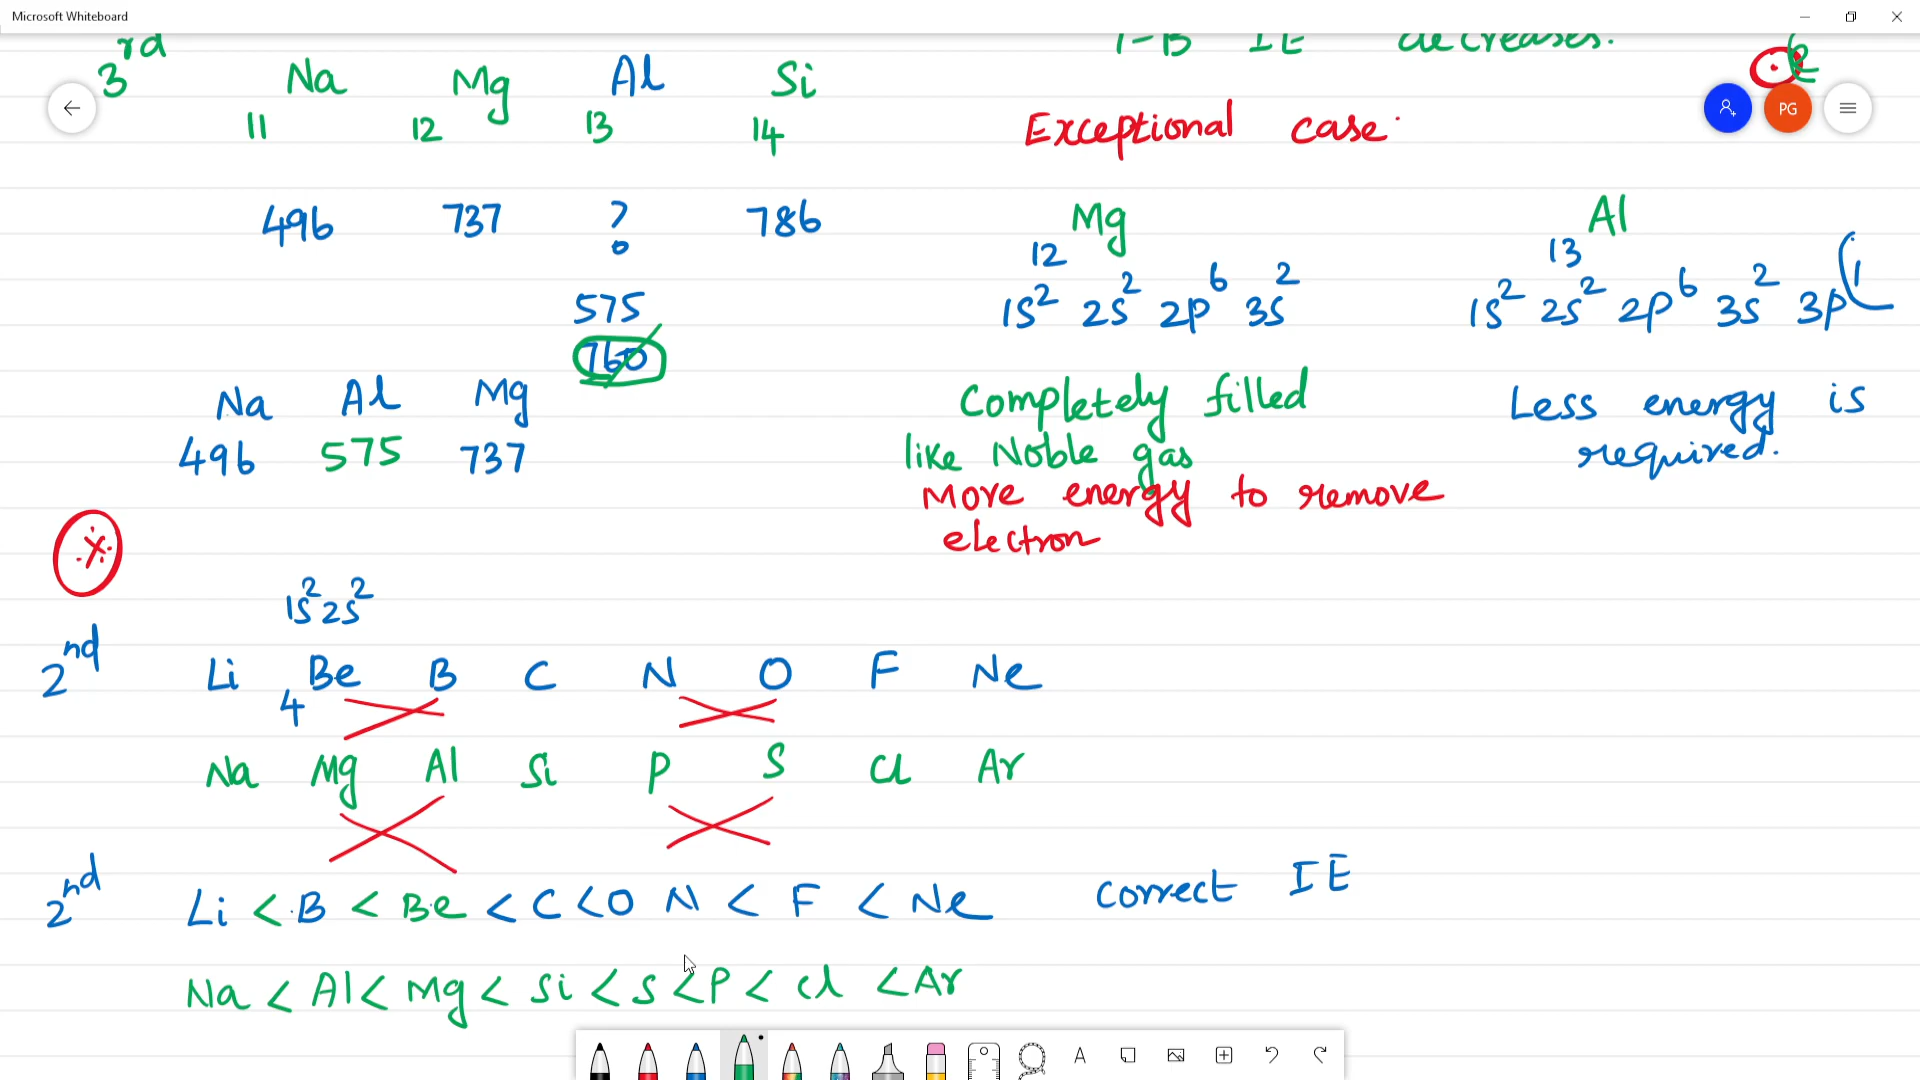 Microsoft Whiteboard
T-B IE decreases.
3rd Na Mg Al Si
11 12 13 14
PG
Exceptional case.
496 737 ? 786
575
760
Mg
12
1s² 2s² 2p⁶ 3s²
Al
13
1s² 2s² 2p⁶ 3s² 3p¹
Na Al Mg
496 575 737
Completely filled
like Noble gas
More energy to remove
electron
Less energy is
required.
1s² 2s²
2nd Li Be B C N O F Ne
4
Na Mg Al Si P S Cl Ar
2nd Li < B < Be < C < O N < F < Ne correct IE
Na < Al < Mg < Si < S < P < Cl < Ar
A